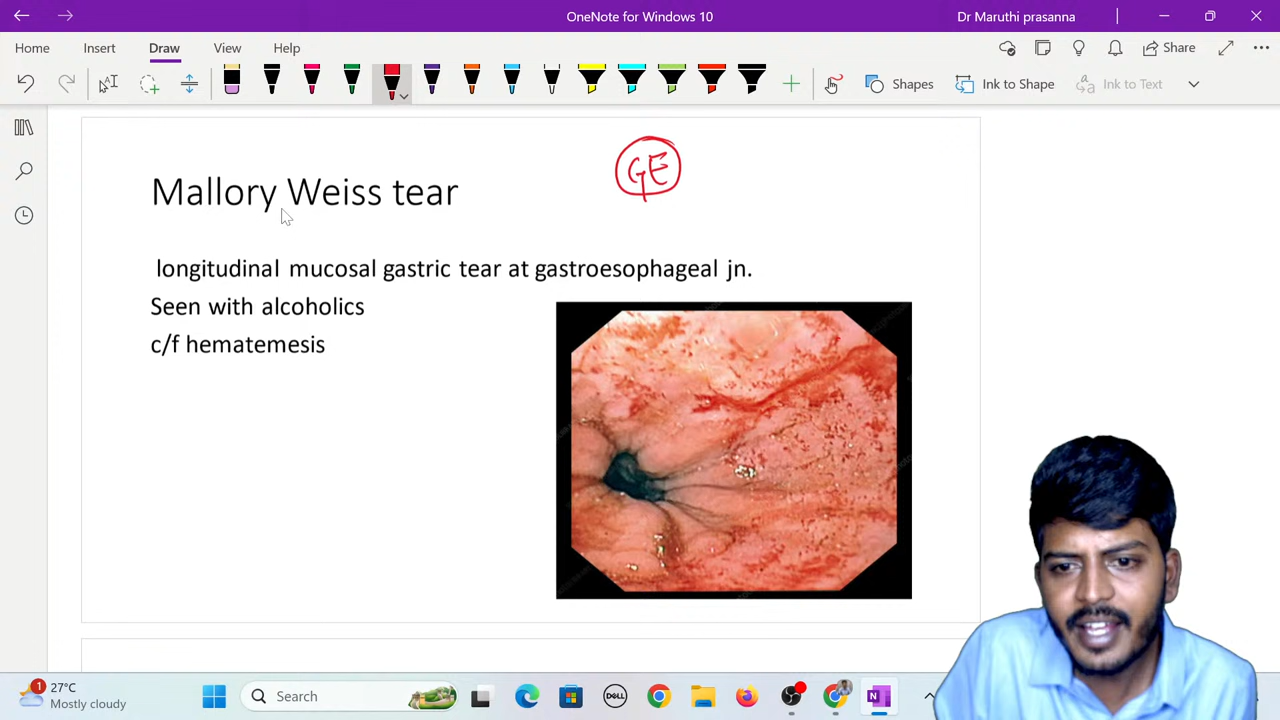 OneNote for Windows 10
Dr Maruthi prasanna
Home
Insert
Draw
View
Help
Share
Shapes
Ink to Shape
Ink to Text
GE
Mallory Weiss tear
longitudinal mucosal gastric tear at gastroesophageal jn.
Seen with alcoholics
c/f hematemesis
1
27°C
Mostly cloudy
Search
DELL